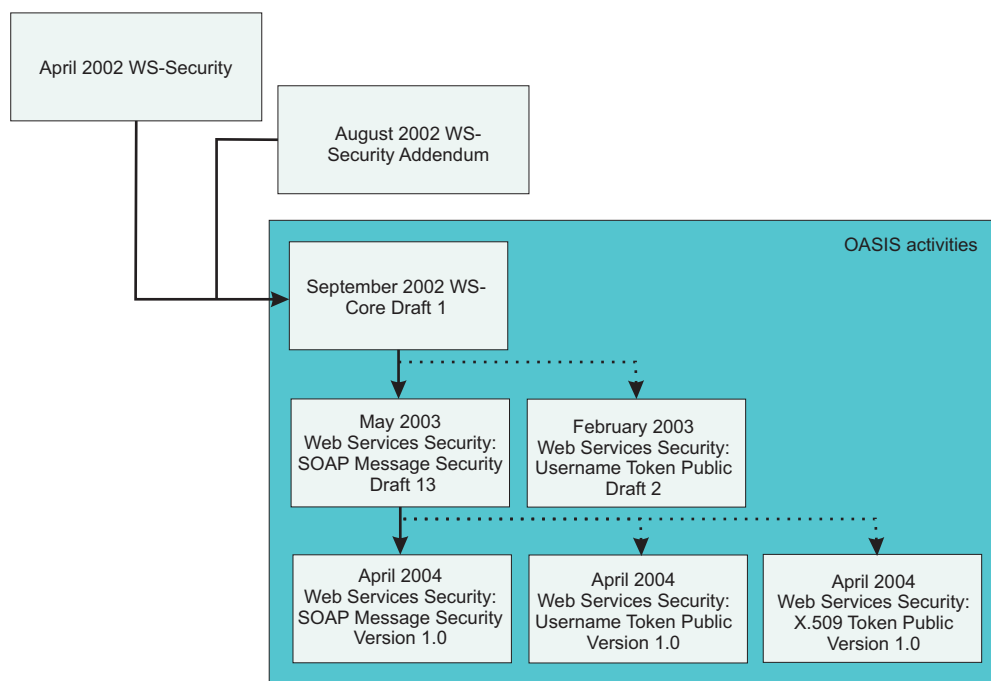 April 2002 WS-Security
August 2002 WS-
Security Addendum
OASIS activities
September 2002 WS-
Core Draft 1
May 2003
Web Services Security:
SOAP Message Security
Draft 13
February 2003
Web Services Security:
Username Token Public
Draft 2
April 2004
Web Services Security:
SOAP Message Security
Version 1.0
April 2004
Web Services Security:
Username Token Public
Version 1.0
April 2004
Web Services Security:
X.509 Token Public
Version 1.0